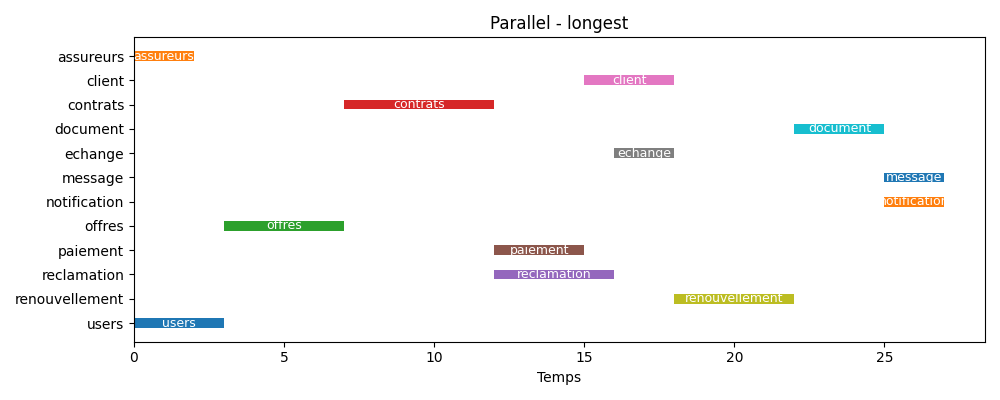 Parallel - longest
assureurs assureurs
client client
contrats contrats
document document
echange echange
message message
notification notification
offres offres
paiement paiement
reclamation reclamation
renouvellement renouvellement
users users
0 5 10 15 20 25
Temps